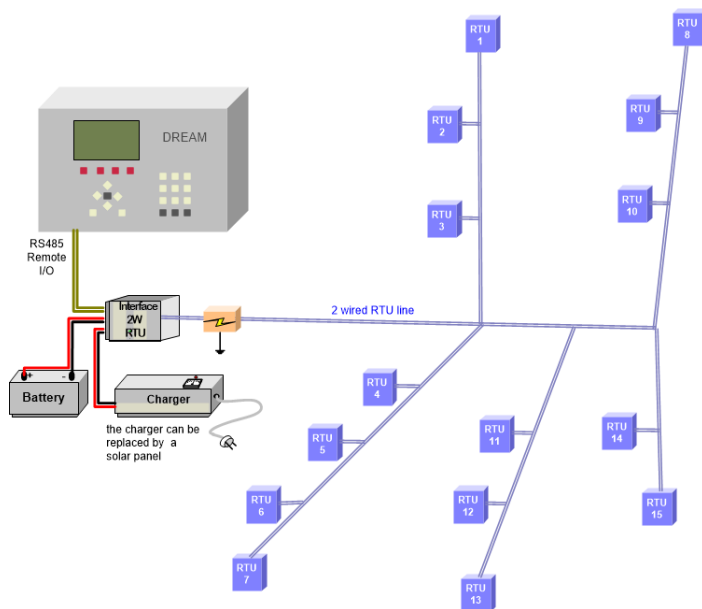 RTU
1
RTU
8
RTU
2
RTU
9
DREAM
RTU
3
RTU
10
RS485
Remote
I/O
Interface
2W
RTU
2 wired RTU line
+
-
Battery
Charger
the charger can be
replaced by a
solar panel
RTU
4
RTU
5
RTU
6
RTU
7
RTU
11
RTU
12
RTU
13
RTU
14
RTU
15